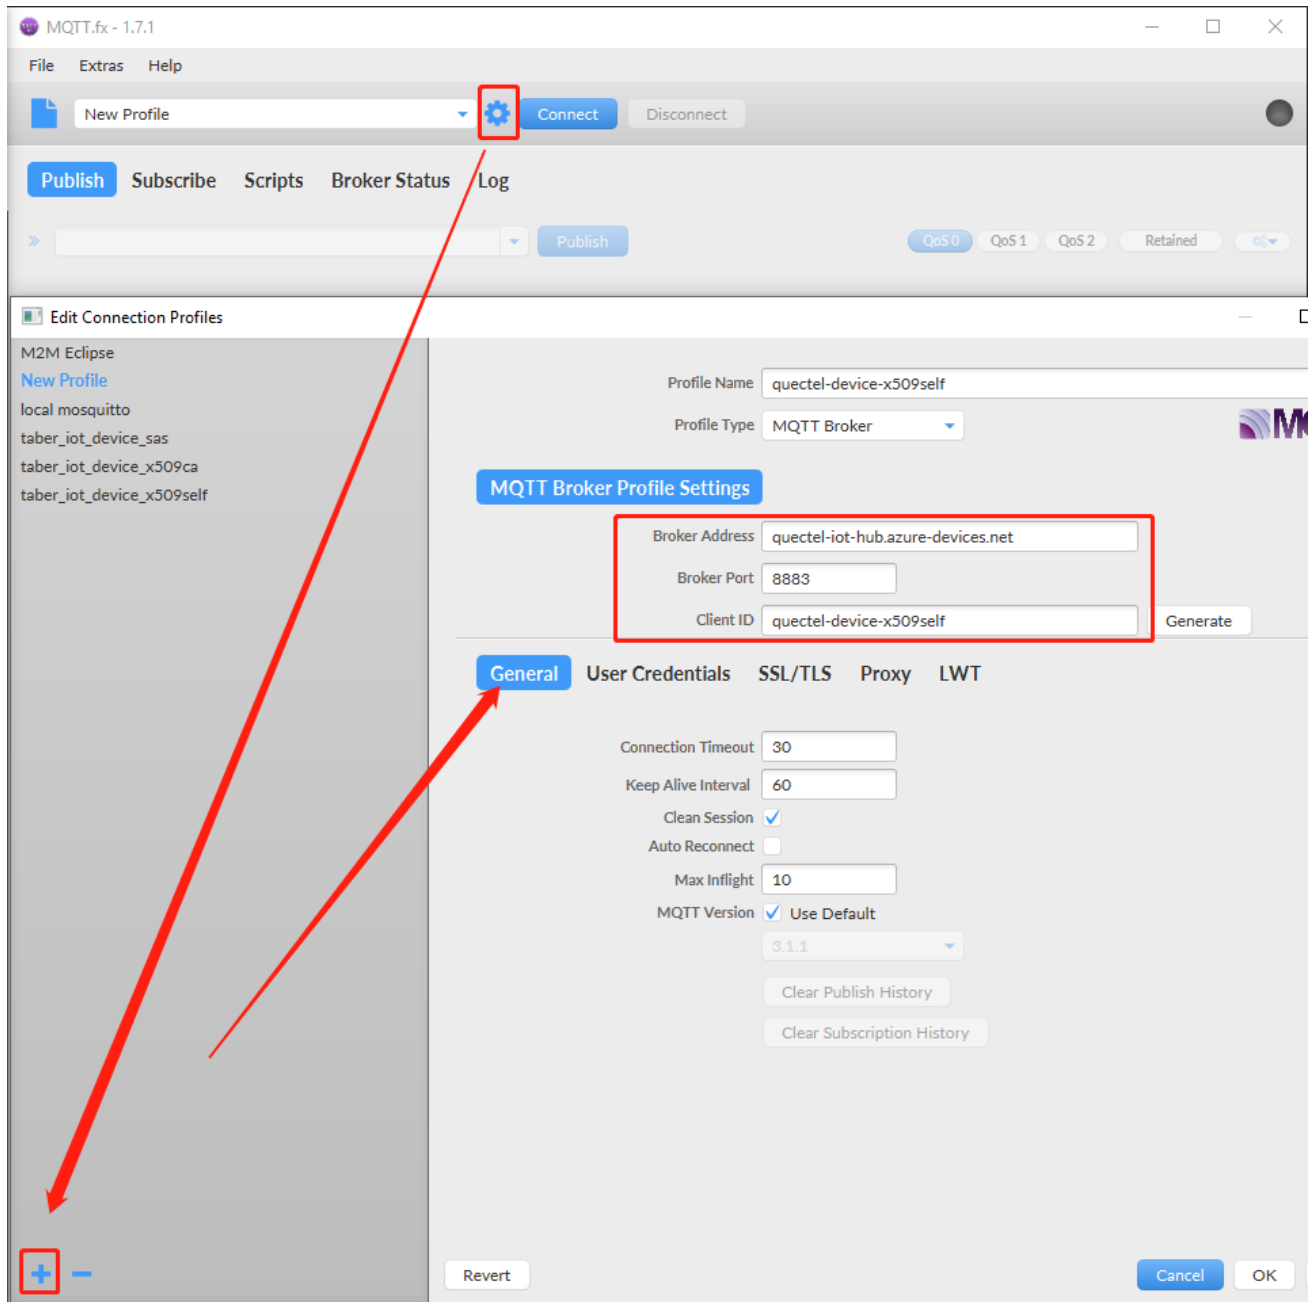 MQTT.fx - 1.7.1
File Extras Help
New Profile Connect Disconnect
Publish Subscribe Scripts Broker Status Log
Publish QoS 0 QoS 1 QoS 2 Retained
Edit Connection Profiles
M2M Eclipse
New Profile
local mosquitto
taber_iot_device_sas
taber_iot_device_x509ca
taber_iot_device_x509self
Profile Name quectel-device-x509self
Profile Type MQTT Broker
MQTT Broker Profile Settings
Broker Address quectel-iot-hub.azure-devices.net
Broker Port 8883
Client ID quectel-device-x509self Generate
General User Credentials SSL/TLS Proxy LWT
Connection Timeout 30
Keep Alive Interval 60
Clean Session
Auto Reconnect
Max Inflight 10
MQTT Version Use Default
3.1.1
Clear Publish History
Clear Subscription History
Revert Cancel OK